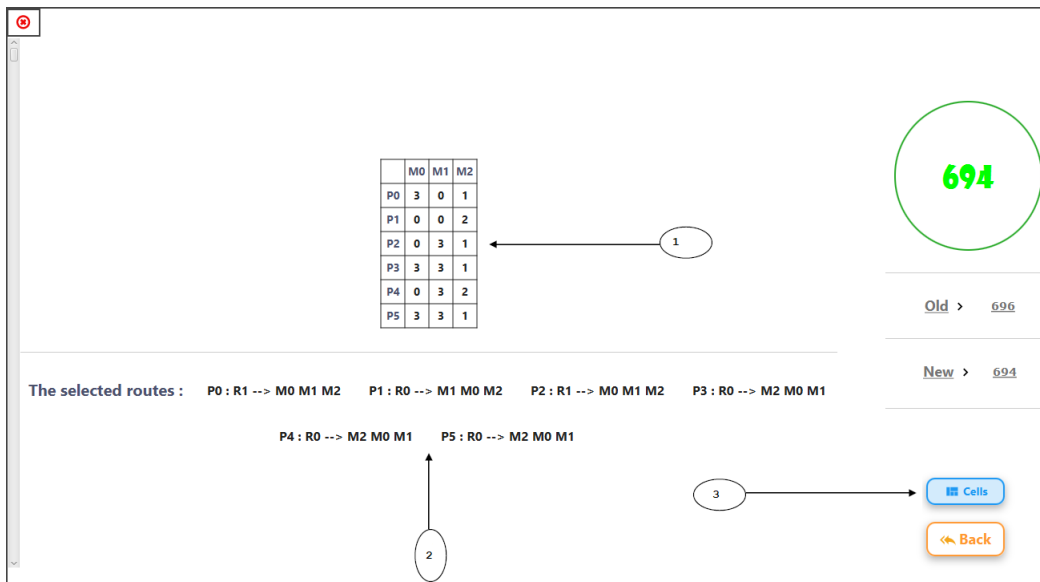 M0 M1 M2
P0 3 0 1
P1 0 0 2
P2 0 3 1
P3 3 3 1
P4 0 3 2
P5 3 3 1
1
694
Old > 696
New > 694
The selected routes : P0 : R1 --> M0 M1 M2 P1 : R0 --> M1 M0 M2 P2 : R1 --> M0 M1 M2 P3 : R0 --> M2 M0 M1
P4 : R0 --> M2 M0 M1 P5 : R0 --> M2 M0 M1
3
Cells
Back
2